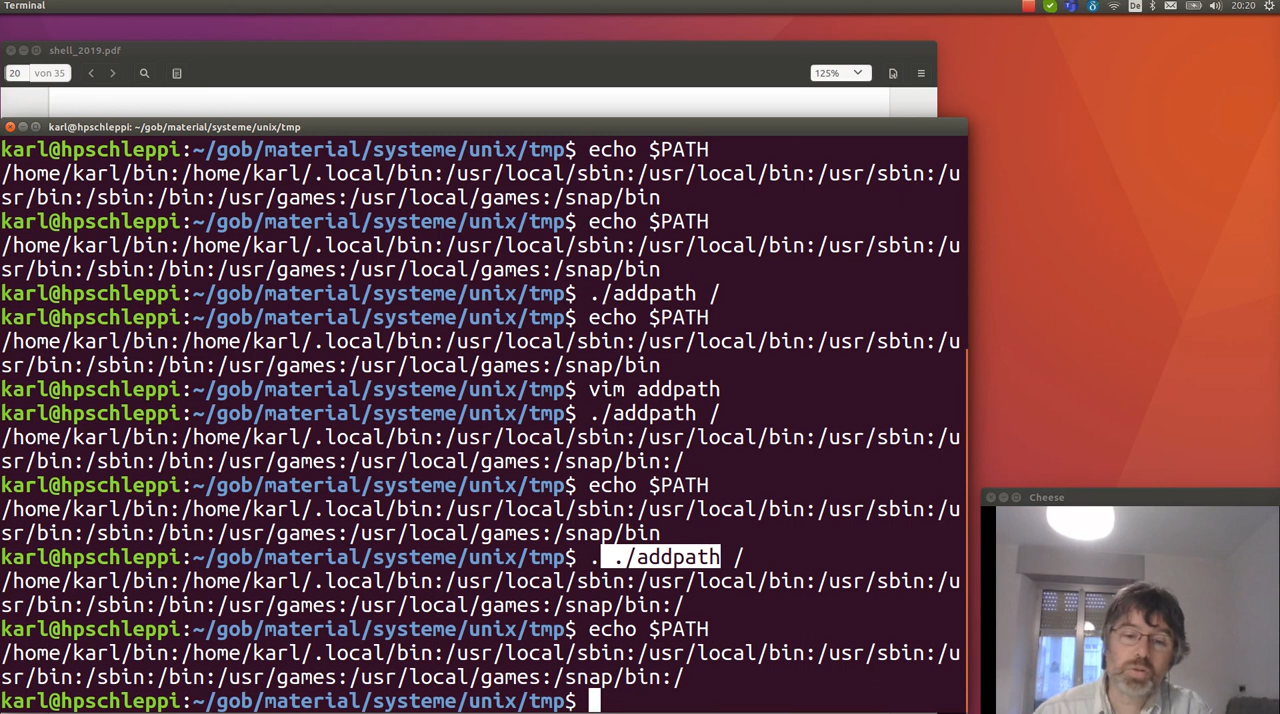 Terminal
De
20:20
shell_2019.pdf
20 von 35
125%
karl@hpschleppi: ~/gob/material/systeme/unix/tmp
karl@hpschleppi:~/gob/material/systeme/unix/tmp$ echo $PATH
/home/karl/bin:/home/karl/.local/bin:/usr/local/sbin:/usr/local/bin:/usr/sbin:/u
sr/bin:/sbin:/bin:/usr/games:/usr/local/games:/snap/bin
karl@hpschleppi:~/gob/material/systeme/unix/tmp$ echo $PATH
/home/karl/bin:/home/karl/.local/bin:/usr/local/sbin:/usr/local/bin:/usr/sbin:/u
sr/bin:/sbin:/bin:/usr/games:/usr/local/games:/snap/bin
karl@hpschleppi:~/gob/material/systeme/unix/tmp$ ./addpath /
karl@hpschleppi:~/gob/material/systeme/unix/tmp$ echo $PATH
/home/karl/bin:/home/karl/.local/bin:/usr/local/sbin:/usr/local/bin:/usr/sbin:/u
sr/bin:/sbin:/bin:/usr/games:/usr/local/games:/snap/bin
karl@hpschleppi:~/gob/material/systeme/unix/tmp$ vim addpath
karl@hpschleppi:~/gob/material/systeme/unix/tmp$ ./addpath /
/home/karl/bin:/home/karl/.local/bin:/usr/local/sbin:/usr/local/bin:/usr/sbin:/u
sr/bin:/sbin:/bin:/usr/games:/usr/local/games:/snap/bin:/
karl@hpschleppi:~/gob/material/systeme/unix/tmp$ echo $PATH
/home/karl/bin:/home/karl/.local/bin:/usr/local/sbin:/usr/local/bin:/usr/sbin:/u
sr/bin:/sbin:/bin:/usr/games:/usr/local/games:/snap/bin
karl@hpschleppi:~/gob/material/systeme/unix/tmp$ . ./addpath /
/home/karl/bin:/home/karl/.local/bin:/usr/local/sbin:/usr/local/bin:/usr/sbin:/u
sr/bin:/sbin:/bin:/usr/games:/usr/local/games:/snap/bin:/
karl@hpschleppi:~/gob/material/systeme/unix/tmp$ echo $PATH
/home/karl/bin:/home/karl/.local/bin:/usr/local/sbin:/usr/local/bin:/usr/sbin:/u
sr/bin:/sbin:/bin:/usr/games:/usr/local/games:/snap/bin:/
karl@hpschleppi:~/gob/material/systeme/unix/tmp$
Cheese